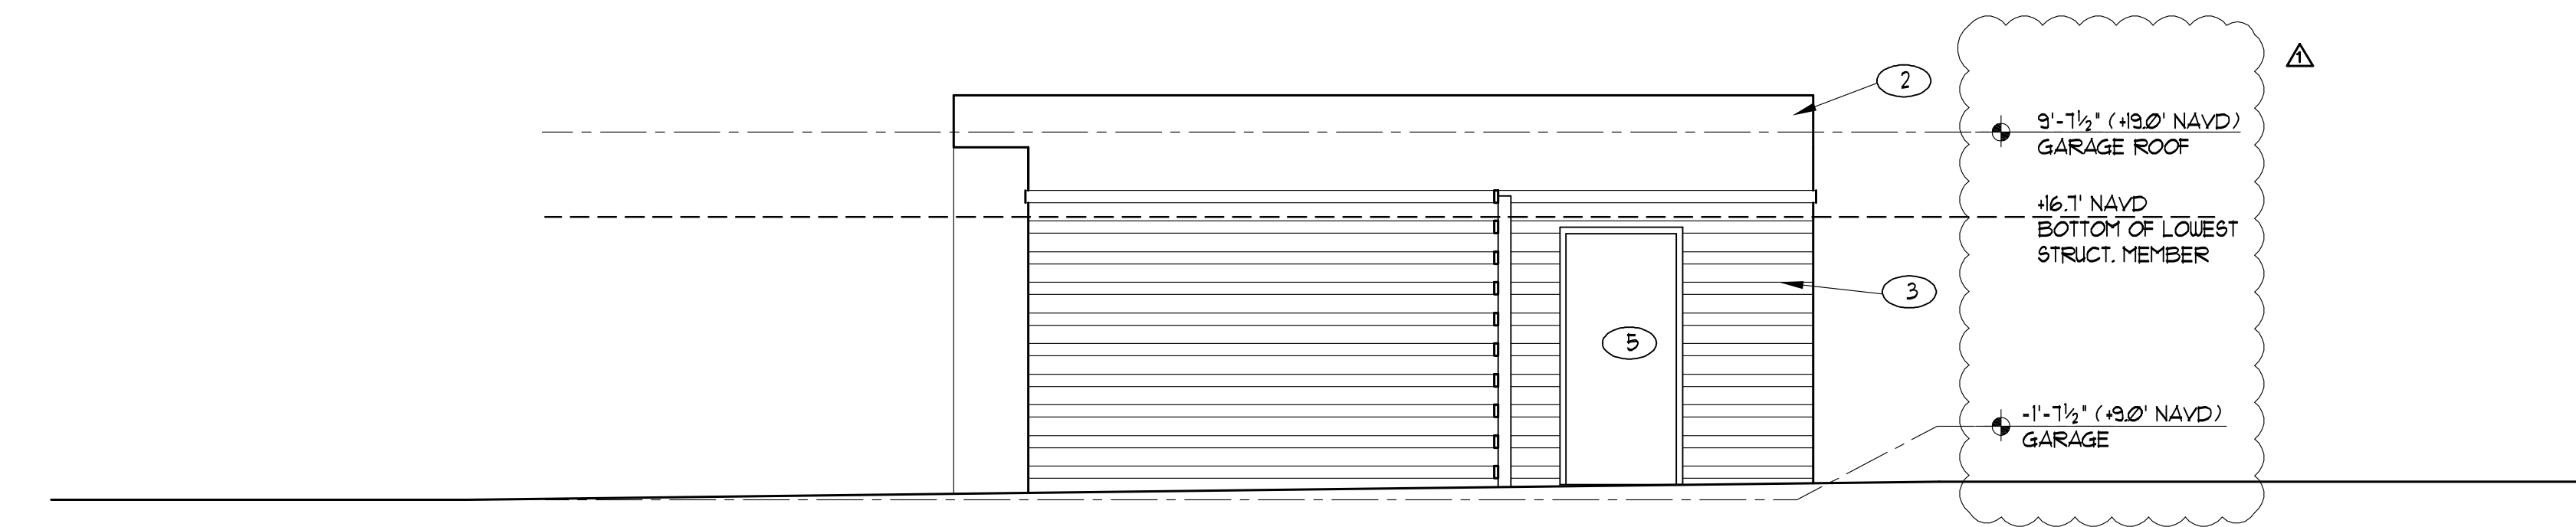 2
1
9'-7½" (+19.0' NAVD)
GARAGE ROOF
+16.7' NAVD
BOTTOM OF LOWEST
STRUCT. MEMBER
3
5
-1'-7½" (+9.0' NAVD)
GARAGE